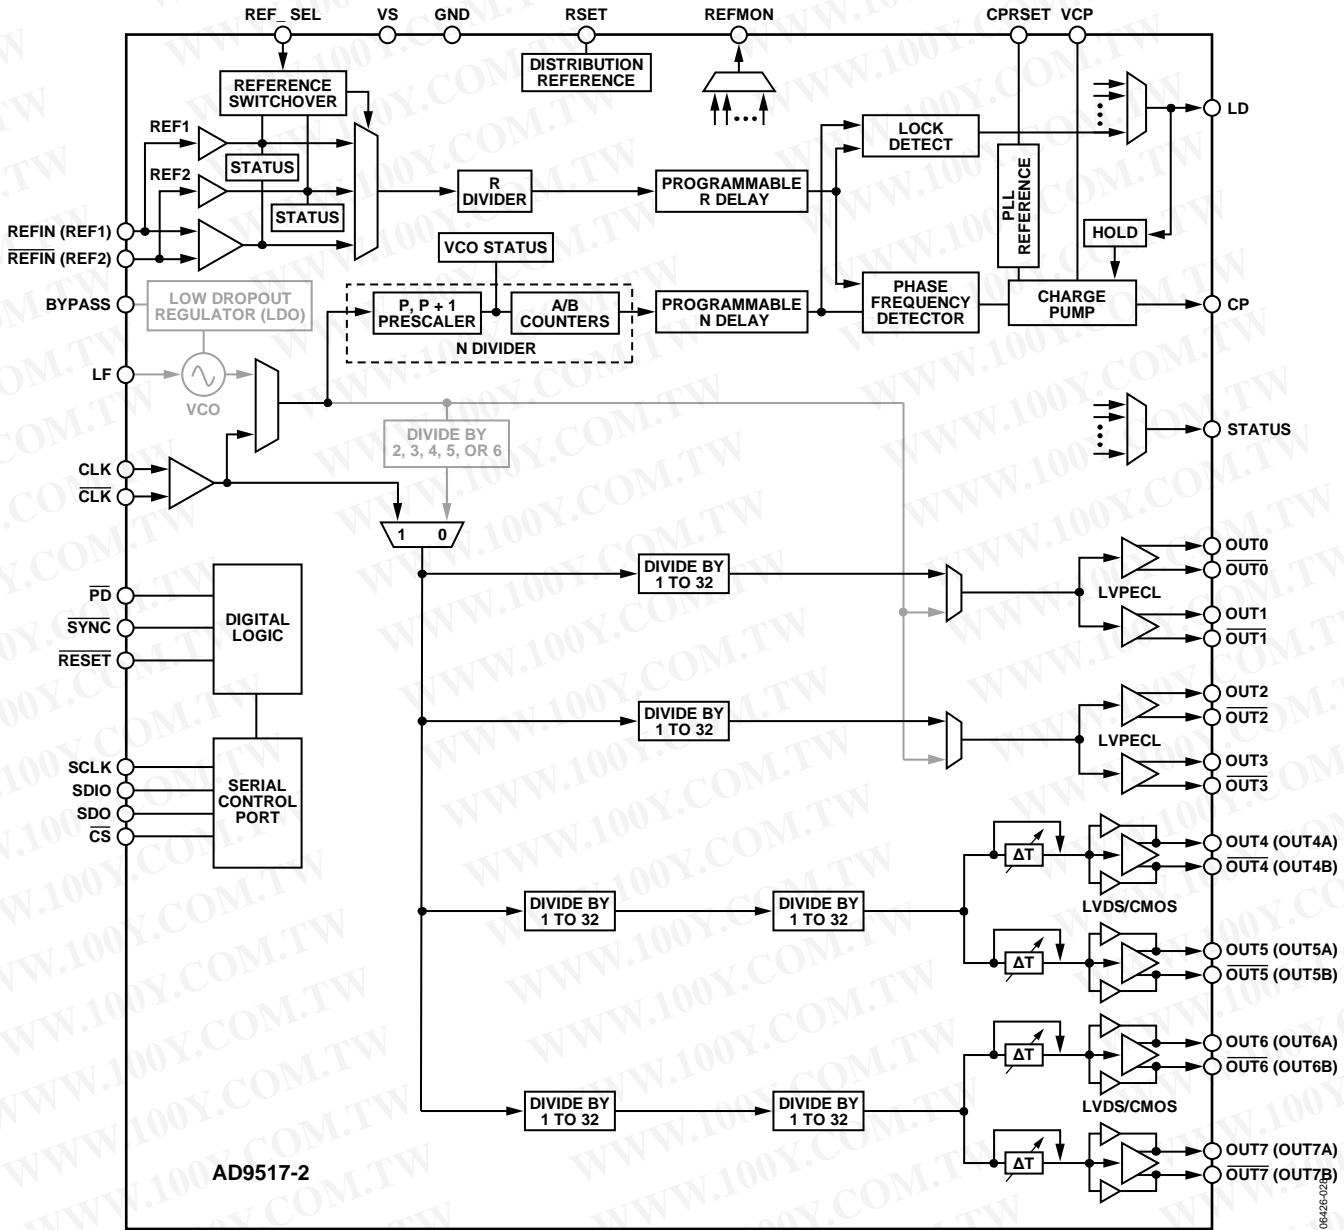 REF_ SEL
VS
GND
RSET
REFMON
CPRSET
VCP
DISTRIBUTION
REFERENCE
REFERENCE
SWITCHOVER
REF1
STATUS
REF2
STATUS
R
DIVIDER
PROGRAMMABLE
R DELAY
LOCK
DETECT
LD
PLL
REFERENCE
HOLD
REFIN (REF1)
REFIN (REF2)
BYPASS
LOW DROPOUT
REGULATOR (LDO)
VCO STATUS
P, P + 1
PRESCALER
A/B
COUNTERS
N DIVIDER
PROGRAMMABLE
N DELAY
PHASE
FREQUENCY
DETECTOR
CHARGE
PUMP
CP
LF
VCO
DIVIDE BY
2, 3, 4, 5, OR 6
STATUS
CLK
CLK
1 0
DIVIDE BY
1 TO 32
LVPECL
OUT0
OUT0
OUT1
OUT1
PD
SYNC
RESET
DIGITAL
LOGIC
DIVIDE BY
1 TO 32
LVPECL
OUT2
OUT2
OUT3
OUT3
SCLK
SDIO
SDO
CS
SERIAL
CONTROL
PORT
DIVIDE BY
1 TO 32
DIVIDE BY
1 TO 32
ΔT
ΔT
LVDS/CMOS
OUT4 (OUT4A)
OUT4 (OUT4B)
OUT5 (OUT5A)
OUT5 (OUT5B)
DIVIDE BY
1 TO 32
DIVIDE BY
1 TO 32
ΔT
ΔT
LVDS/CMOS
OUT6 (OUT6A)
OUT6 (OUT6B)
OUT7 (OUT7A)
OUT7 (OUT7B)
AD9517-2
WWW.100Y.COM.TW